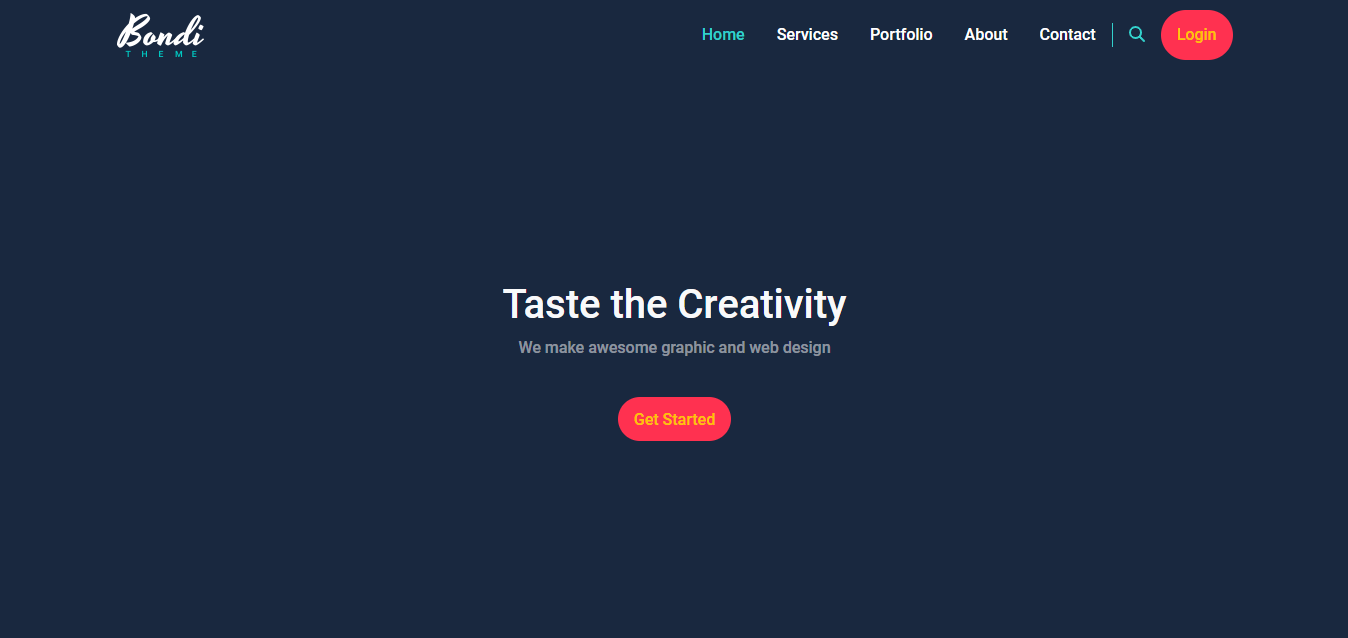 Bondi
THEME
Home Services Portfolio About Contact Login
Taste the Creativity
We make awesome graphic and web design
Get Started